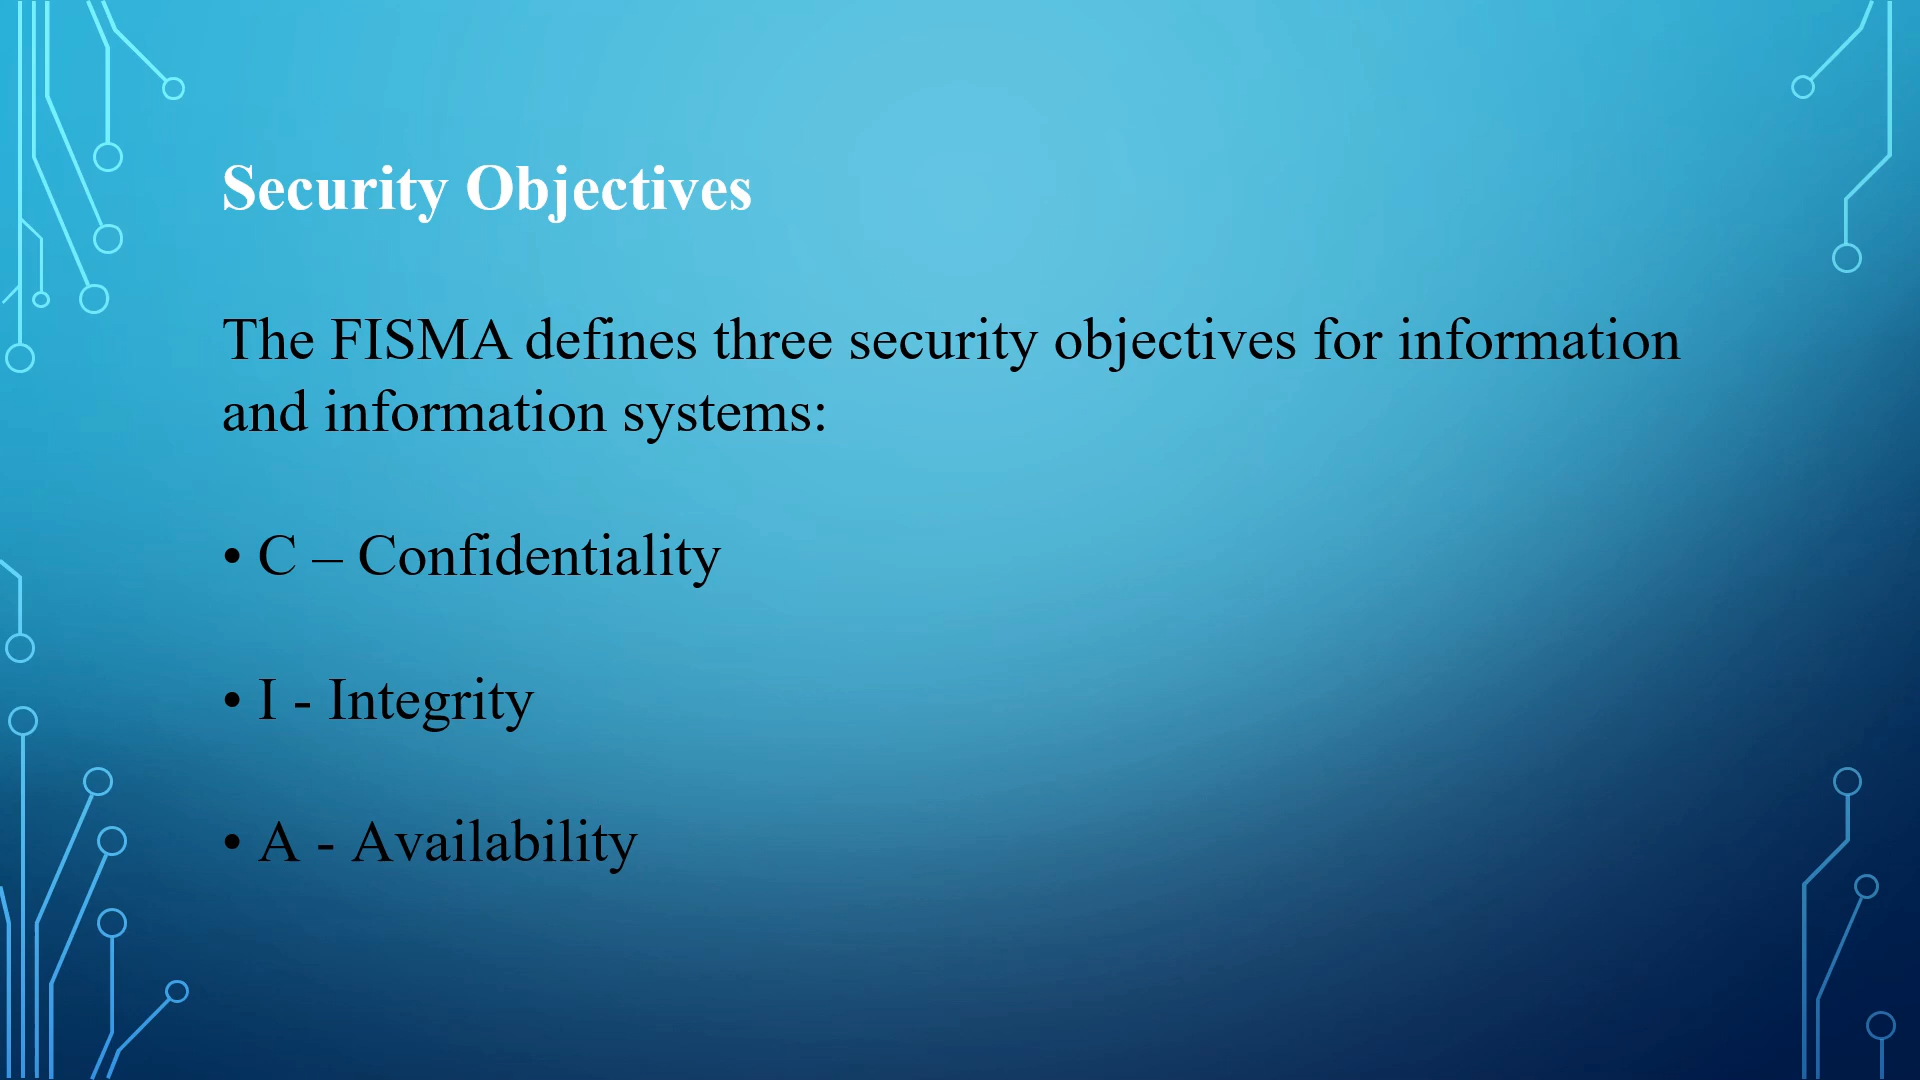 Security Objectives
The FISMA defines three security objectives for information
and information systems:
• C – Confidentiality
• I - Integrity
• A - Availability